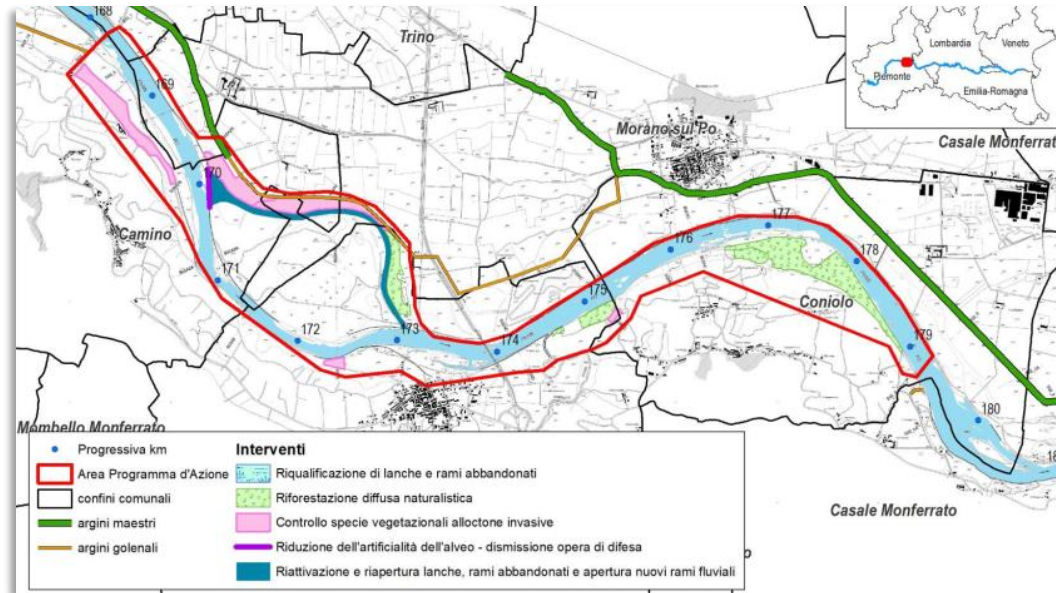 168
Trino
Lombardia
Veneto
Piemonte
Emilia-Romagna
169
Morano sul Po
Casale Monferrat
170
177
176
178
Camino
171
175
Coniolo
172
173
174
179
180
18
Mombello Monferrato
Casale Monferrato
o
Progressiva km
Area Programma d'Azione
confini comunali
argini maestri
argini golenali
Interventi
Riqualificazione di lanche e rami abbandonati
Riforestazione diffusa naturalistica
Controllo specie vegetazionali alloctone invasive
Riduzione dell'artificialità dell'alveo - dismissione opera di difesa
Riattivazione e riapertura lanche, rami abbandonati e apertura nuovi rami fluviali